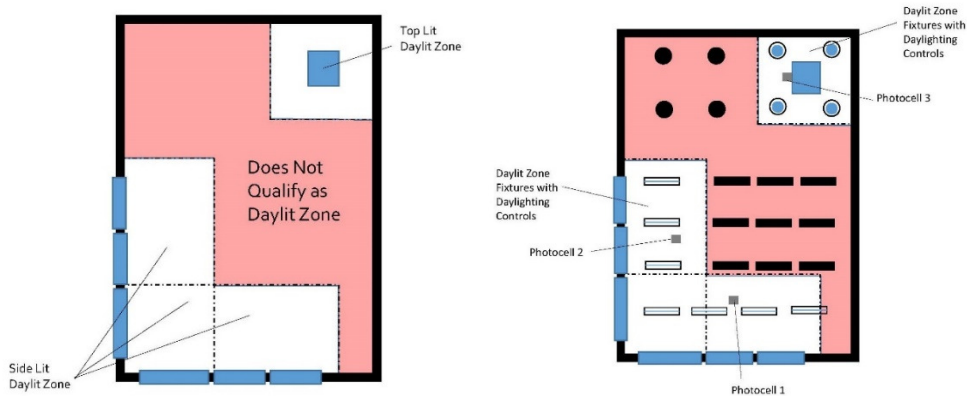 Top Lit
Daylit Zone
Does Not
Qualify as
Daylit Zone
Side Lit
Daylit Zone
Daylit Zone
Fixtures with
Daylighting
Controls
Photocell 3
Daylit Zone
Fixtures with
Daylighting
Controls
Photocell 2
Photocell 1